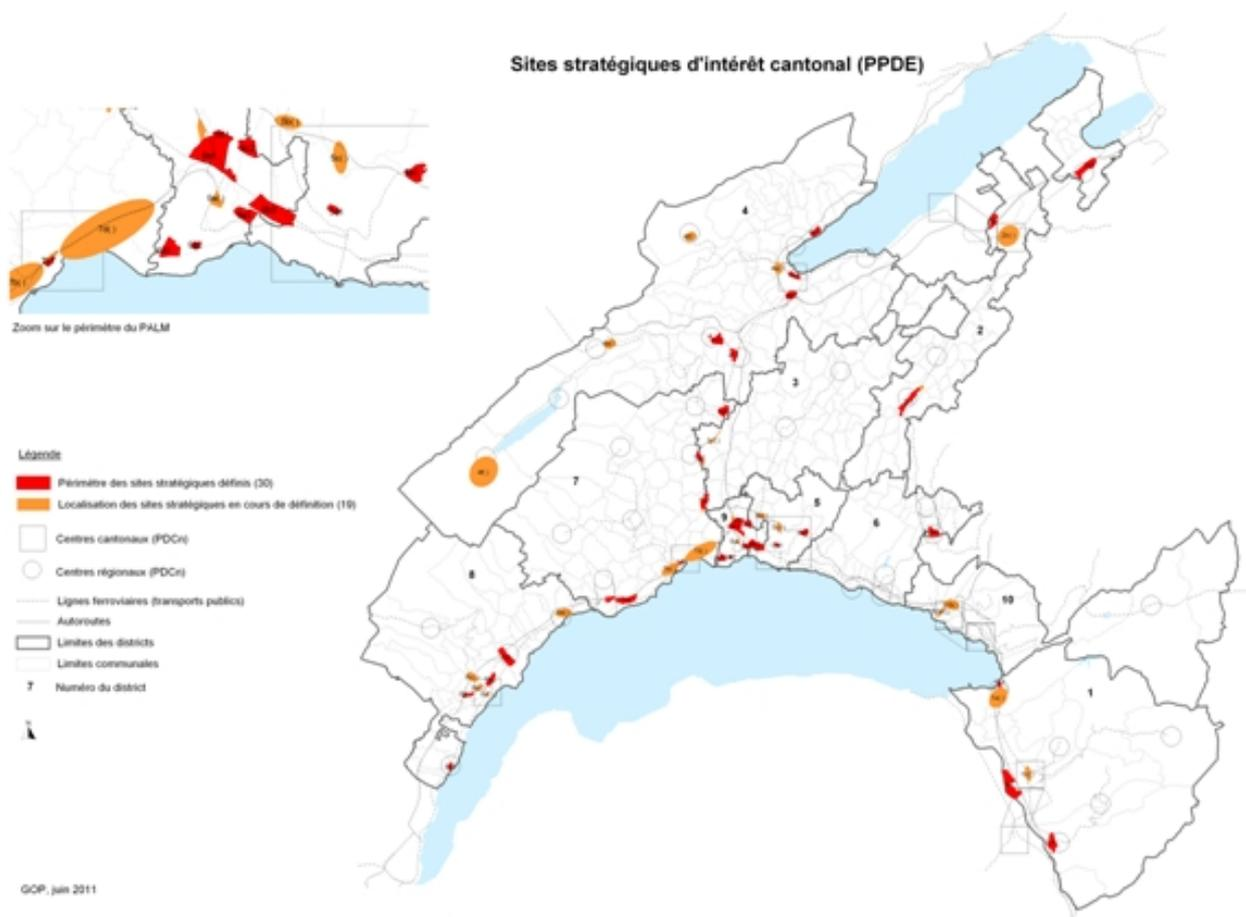 Sites stratégiques d'intérêt cantonal (PPDE)
Zoom sur le périmètre du PALM
Légende
Périmètre des sites stratégiques définis (30)
Localisation des sites stratégiques en cours de définition (19)
Centres cantonaux (PDCn)
Centres régionaux (PDCn)
Lignes ferroviaires (transports publics)
Autoroutes
Limites des districts
Limites communales
7 Numéro du district
GOP, juin 2011
4
2
3
7
5
9
6
8
10
1